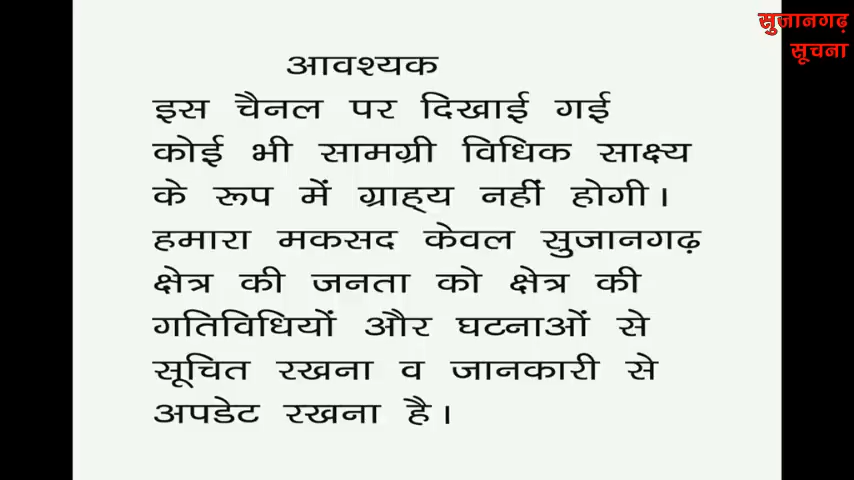 सुजानगढ़
सूचना
आवश्यक
इस चैनल पर दिखाई गई
कोई भी सामग्री विधिक साक्ष्य
के रूप में ग्राह्य नहीं होगी।
हमारा मकसद केवल सुजानगढ़
क्षेत्र की जनता को क्षेत्र की
गतिविधियों और घटनाओं से
सूचित रखना व जानकारी से
अपडेट रखना है।